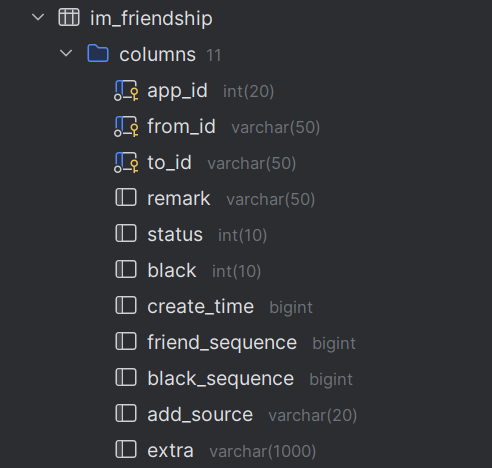 im_friendship
columns 11
app_id int(20)
from_id varchar(50)
to_id varchar(50)
remark varchar(50)
status int(10)
black int(10)
create_time bigint
friend_sequence bigint
black_sequence bigint
add_source varchar(20)
extra varchar(1000)